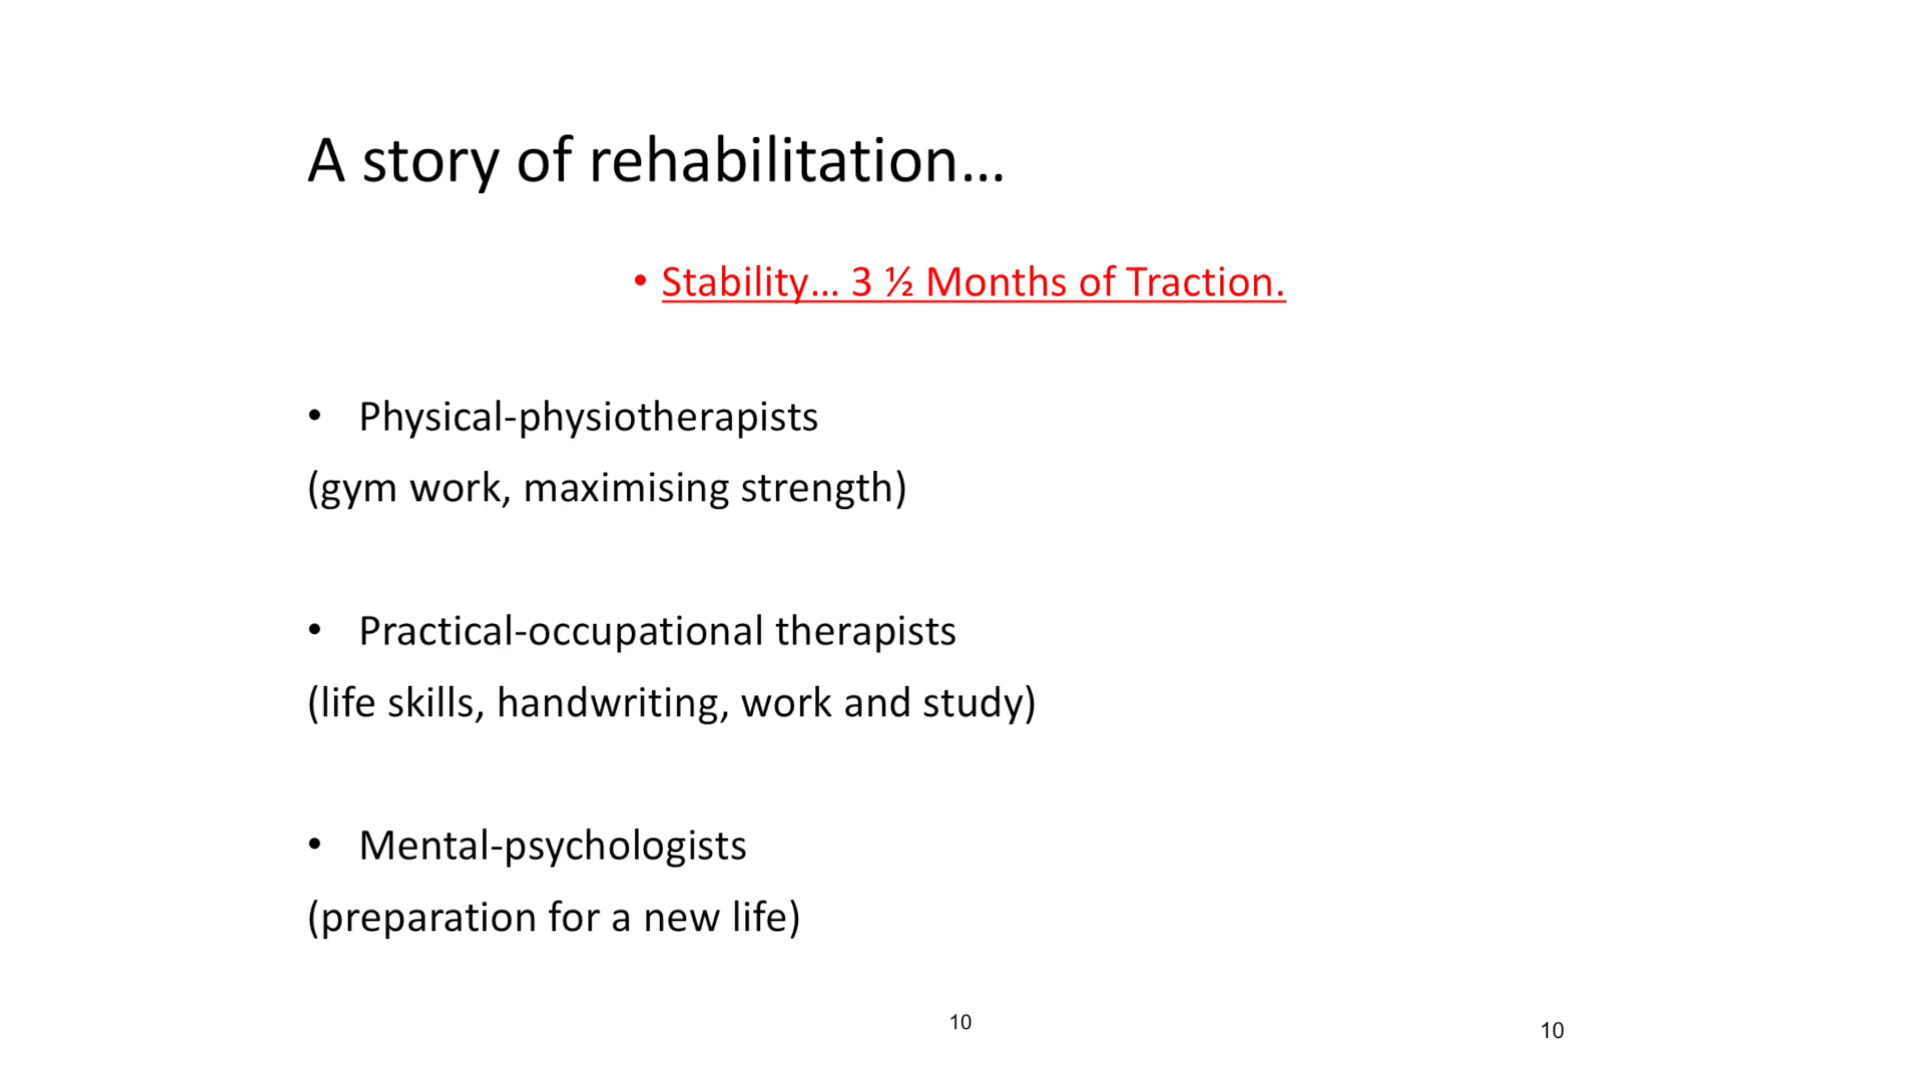 A story of rehabilitation…
• Stability… 3 ½ Months of Traction.
• Physical-physiotherapists
(gym work, maximising strength)
• Practical-occupational therapists
(life skills, handwriting, work and study)
• Mental-psychologists
(preparation for a new life)
10
10